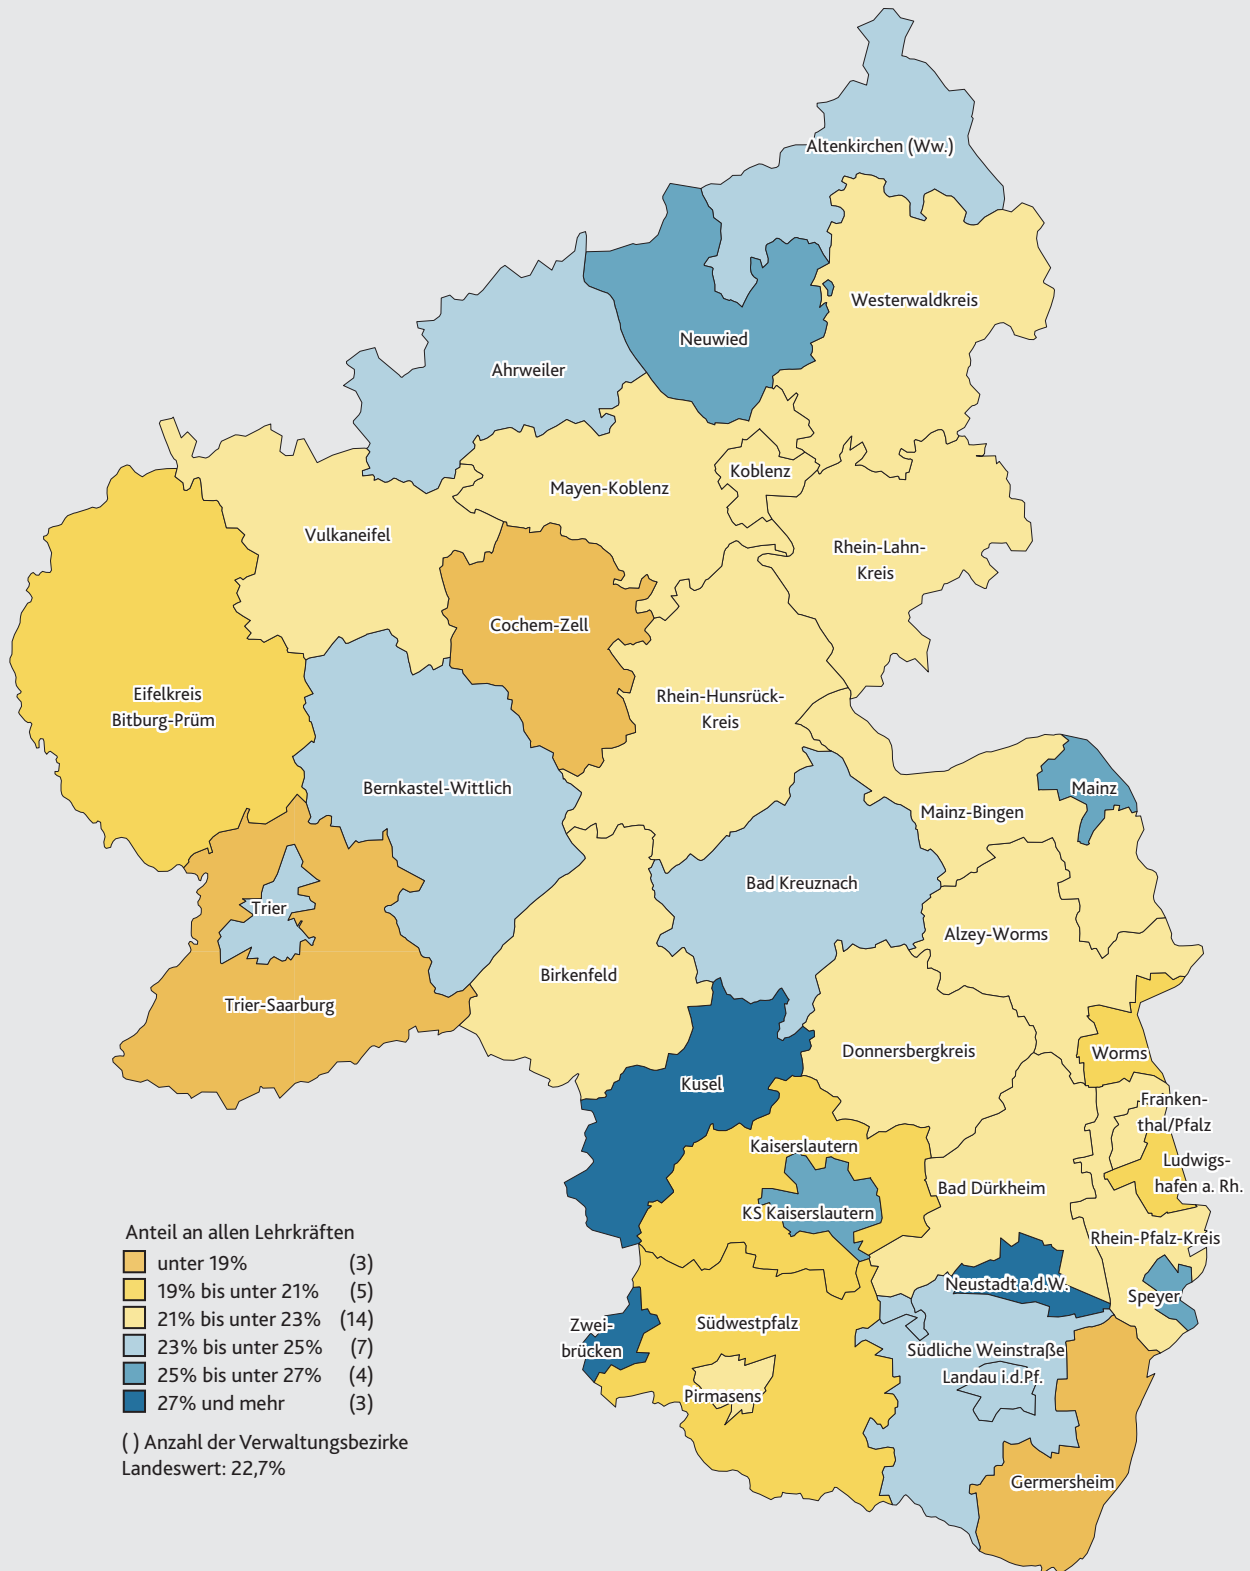 Altenkirchen (Ww.)
Westerwaldkreis
Neuwied
Ahrweiler
Koblenz
Mayen-Koblenz
Vulkaneifel
Rhein-Lahn-
Kreis
Cochem-Zell
Eifelkreis
Bitburg-Prüm
Rhein-Hunsrück-
Kreis
Bernkastel-Wittlich
Mainz
Mainz-Bingen
Bad Kreuznach
Trier
Alzey-Worms
Birkenfeld
Trier-Saarburg
Donnersbergkreis
Worms
Kusel
Franken-
thal/Pfalz
Kaiserslautern
Ludwigs-
hafen a. Rh.
Bad Dürkheim
KS Kaiserslautern
Rhein-Pfalz-Kreis
Neustadt a.d.W.
Speyer
Zwei-
brücken
Südwestpfalz
Südliche Weinstraße
Landau i.d.Pf.
Pirmasens
Germersheim
Anteil an allen Lehrkräften
unter 19% (3)
19% bis unter 21% (5)
21% bis unter 23% (14)
23% bis unter 25% (7)
25% bis unter 27% (4)
27% und mehr (3)
( ) Anzahl der Verwaltungsbezirke
Landeswert: 22,7%